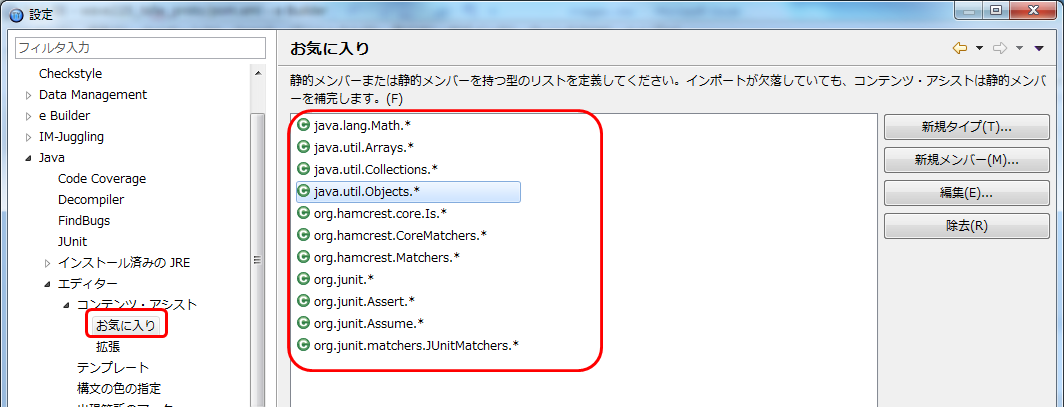 設定
フィルタ入力
Checkstyle
Data Management
e Builder
IM-Juggling
Java
Code Coverage
Decompiler
FindBugs
JUnit
インストール済みの JRE
エディター
コンテンツ・アシスト
お気に入り
拡張
テンプレート
構文の色の指定
お気に入り
静的メンバーまたは静的メンバーを持つ型のリストを定義してください。インポートが欠落していても、コンテンツ・アシストは静的メンバ
ーを補完します。(F)
java.lang.Math.*
java.util.Arrays.*
java.util.Collections.*
java.util.Objects.*
org.hamcrest.core.Is.*
org.hamcrest.CoreMatchers.*
org.hamcrest.Matchers.*
org.junit.*
org.junit.Assert.*
org.junit.Assume.*
org.junit.matchers.JUnitMatchers.*
新規タイプ(T)...
新規メンバー(M)...
編集(E)...
除去(R)